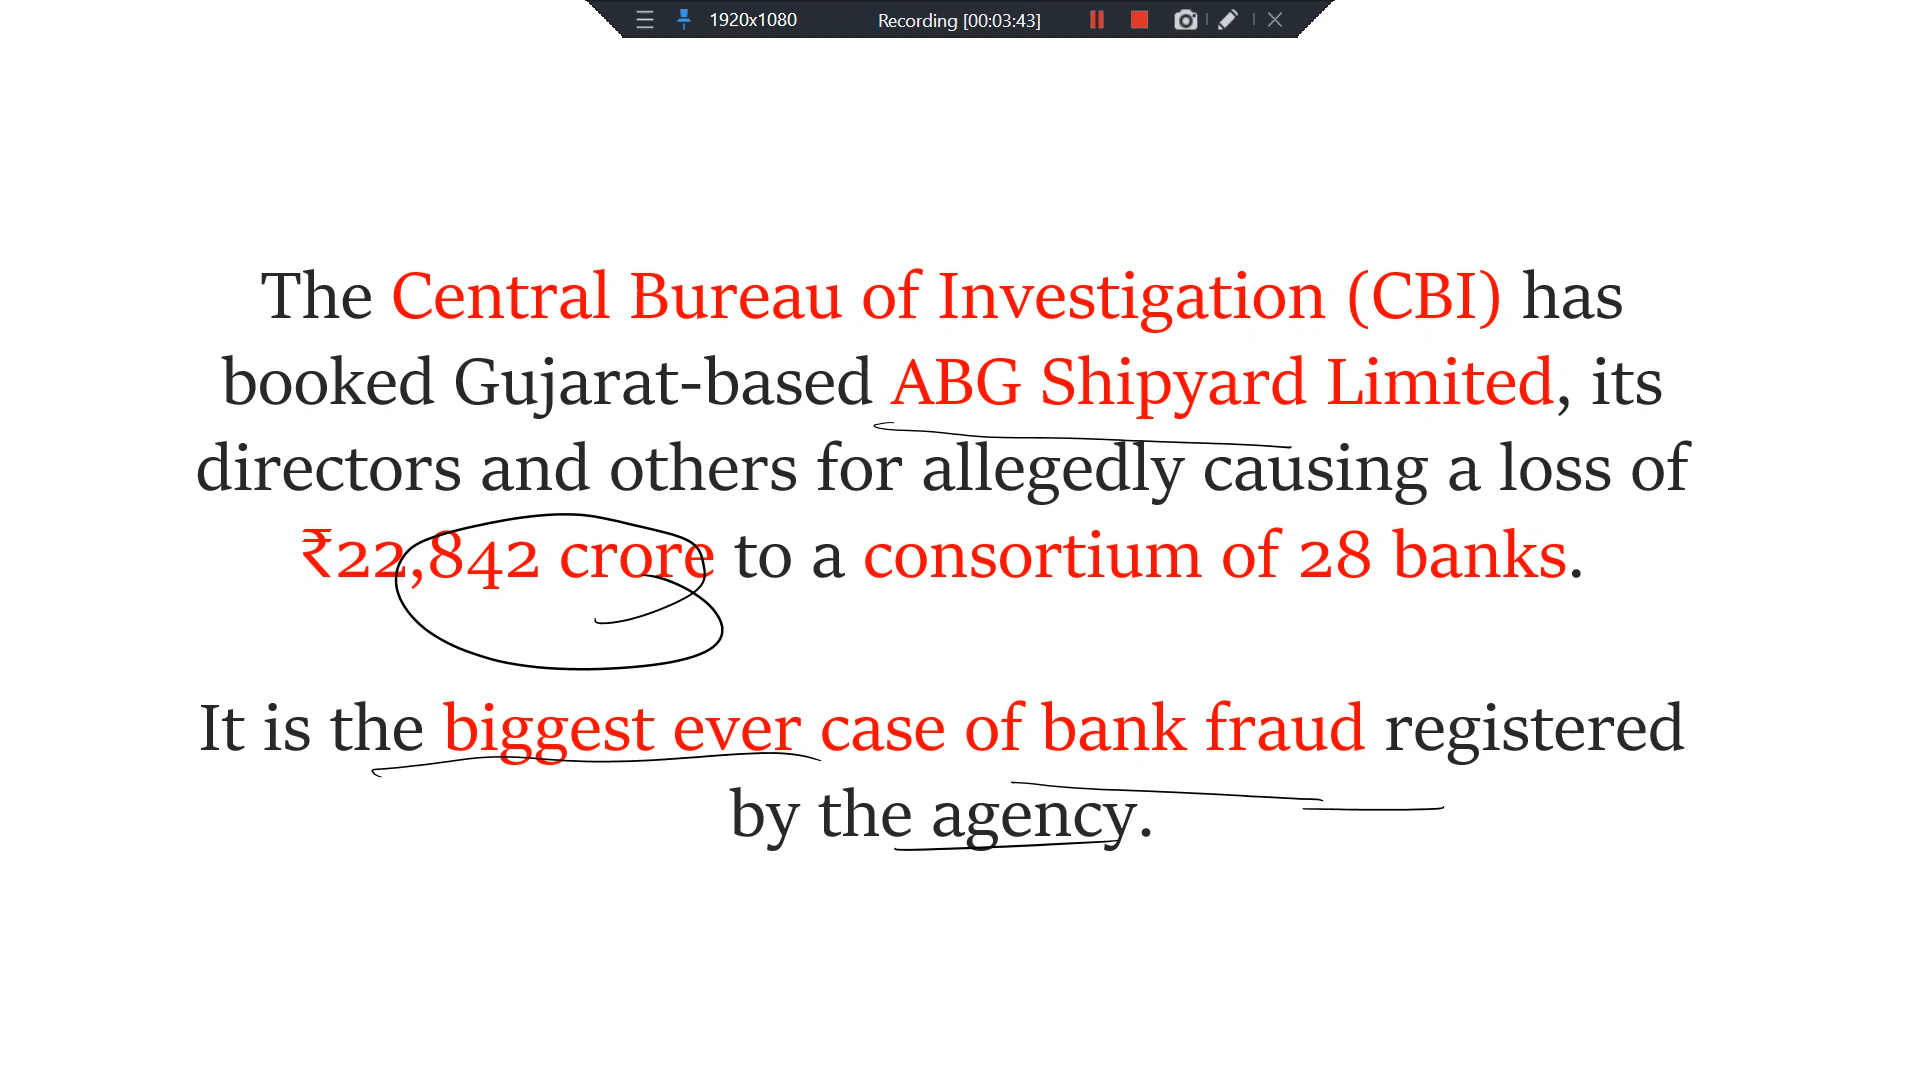 1920x1080 Recording [00:03:43]
The Central Bureau of Investigation (CBI) has
booked Gujarat-based ABG Shipyard Limited, its
directors and others for allegedly causing a loss of
₹22,842 crore to a consortium of 28 banks.
It is the biggest ever case of bank fraud registered
by the agency.